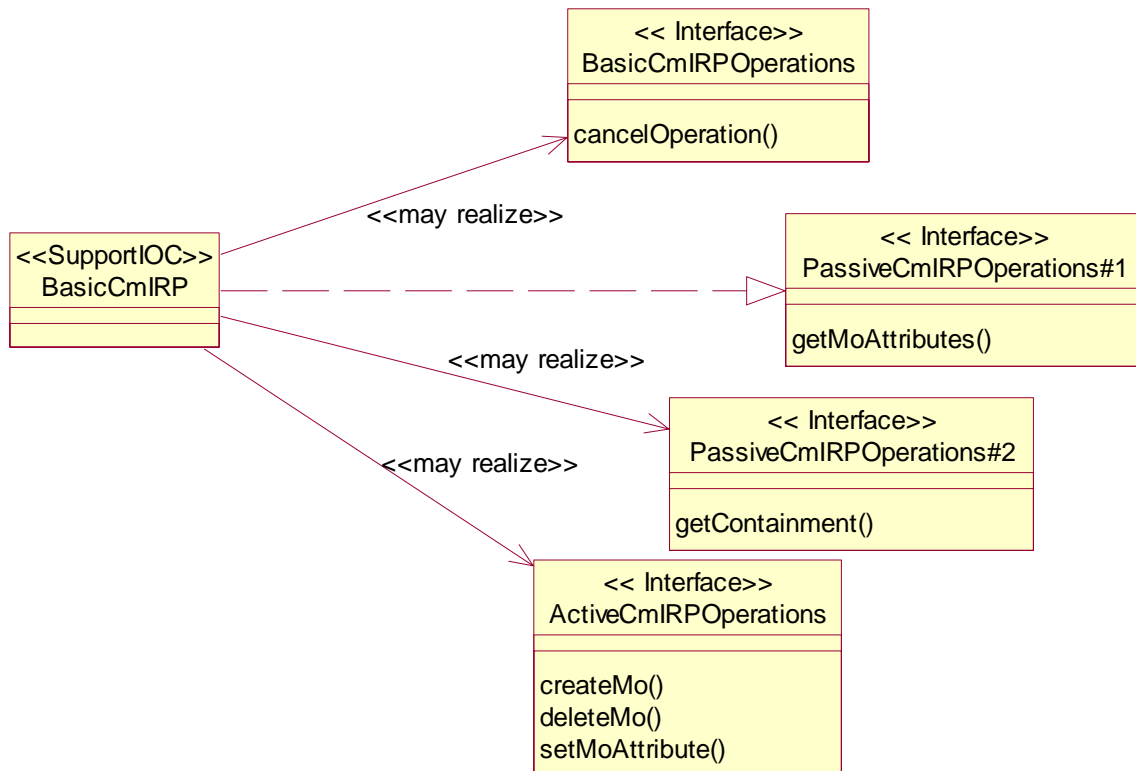 << Interface>>
BasicCmIRPOperations
cancelOperation()
<<may realize>>
<<SupportIOC>>
BasicCmIRP
<< Interface>>
PassiveCmIRPOperations#1
getMoAttributes()
<<may realize>>
<< Interface>>
PassiveCmIRPOperations#2
getContainment()
<<may realize>>
<< Interface>>
ActiveCmIRPOperations
createMo()
deleteMo()
setMoAttribute()